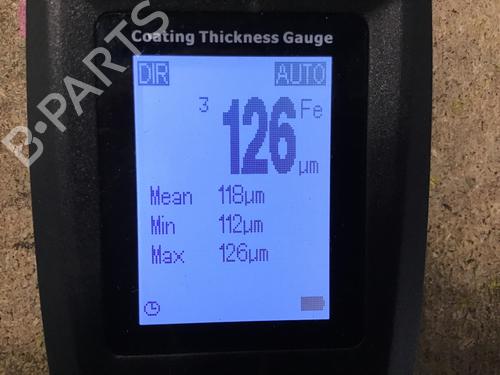 Coating Thickness Gauge
DIR AUTO
3 126 Fe
µm
Mean 118µm
Min 112µm
Max 126µm
B-PARTS